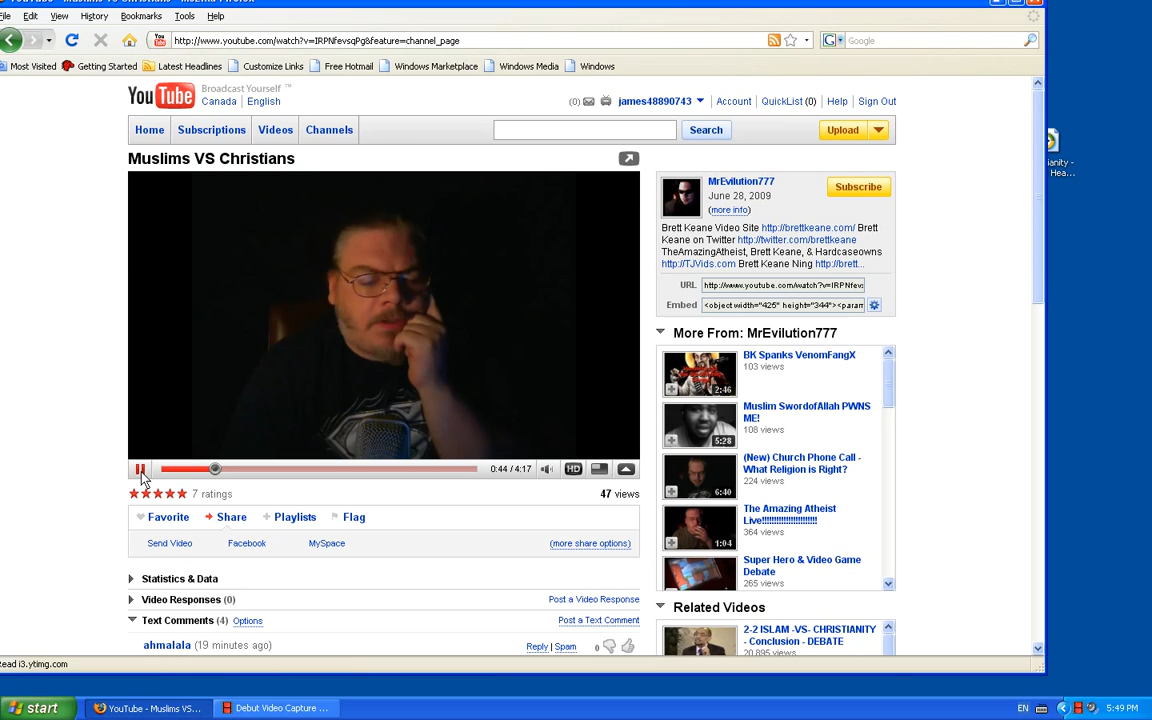 File Edit View History Bookmarks Tools Help
http://www.youtube.com/watch?v=IRPNfevsqPg&feature=channel_page
Google
Most Visited Getting Started Latest Headlines Customize Links Free Hotmail Windows Marketplace Windows Media Windows
YouTube
Broadcast Yourself ™
Canada English
(0) james48890743 Account QuickList (0) Help Sign Out
Home Subscriptions Videos Channels Search Upload
Muslims VS Christians
MrEvilution777
June 28, 2009
(more info)
Subscribe
Brett Keane Video Site http://brettkeane.com/ Brett
Keane on Twitter http://twitter.com/brettkeane
TheAmazingAtheist, Brett Keane, & Hardcaseowns
http://TJVids.com Brett Keane Ning http://brett...
URL http://www.youtube.com/watch?v=IRPNfevs
Embed <object width="425" height="344"><param
More From: MrEvilution777
BK Spanks VenomFangX
103 views
2:46
Muslim SwordofAllah PWNS
ME!
108 views
5:28
(New) Church Phone Call -
What Religion is Right?
224 views
6:40
The Amazing Atheist
Live!!!!!!!!!!!!!!!!!!!!!!!
364 views
1:04
Super Hero & Video Game
Debate
265 views
Related Videos
2-2 ISLAM -VS- CHRISTIANITY
- Conclusion - DEBATE
20,895 views
0:44 / 4:17 HD
7 ratings 47 views
Favorite Share Playlists Flag
Send Video Facebook MySpace (more share options)
Statistics & Data
Video Responses (0) Post a Video Response
Text Comments (4) Options Post a Text Comment
ahmalala (19 minutes ago) Reply | Spam 0
Read i3.ytimg.com
ianity -
Hea...
start YouTube - Muslims VS... Debut Video Capture ... EN 5:49 PM